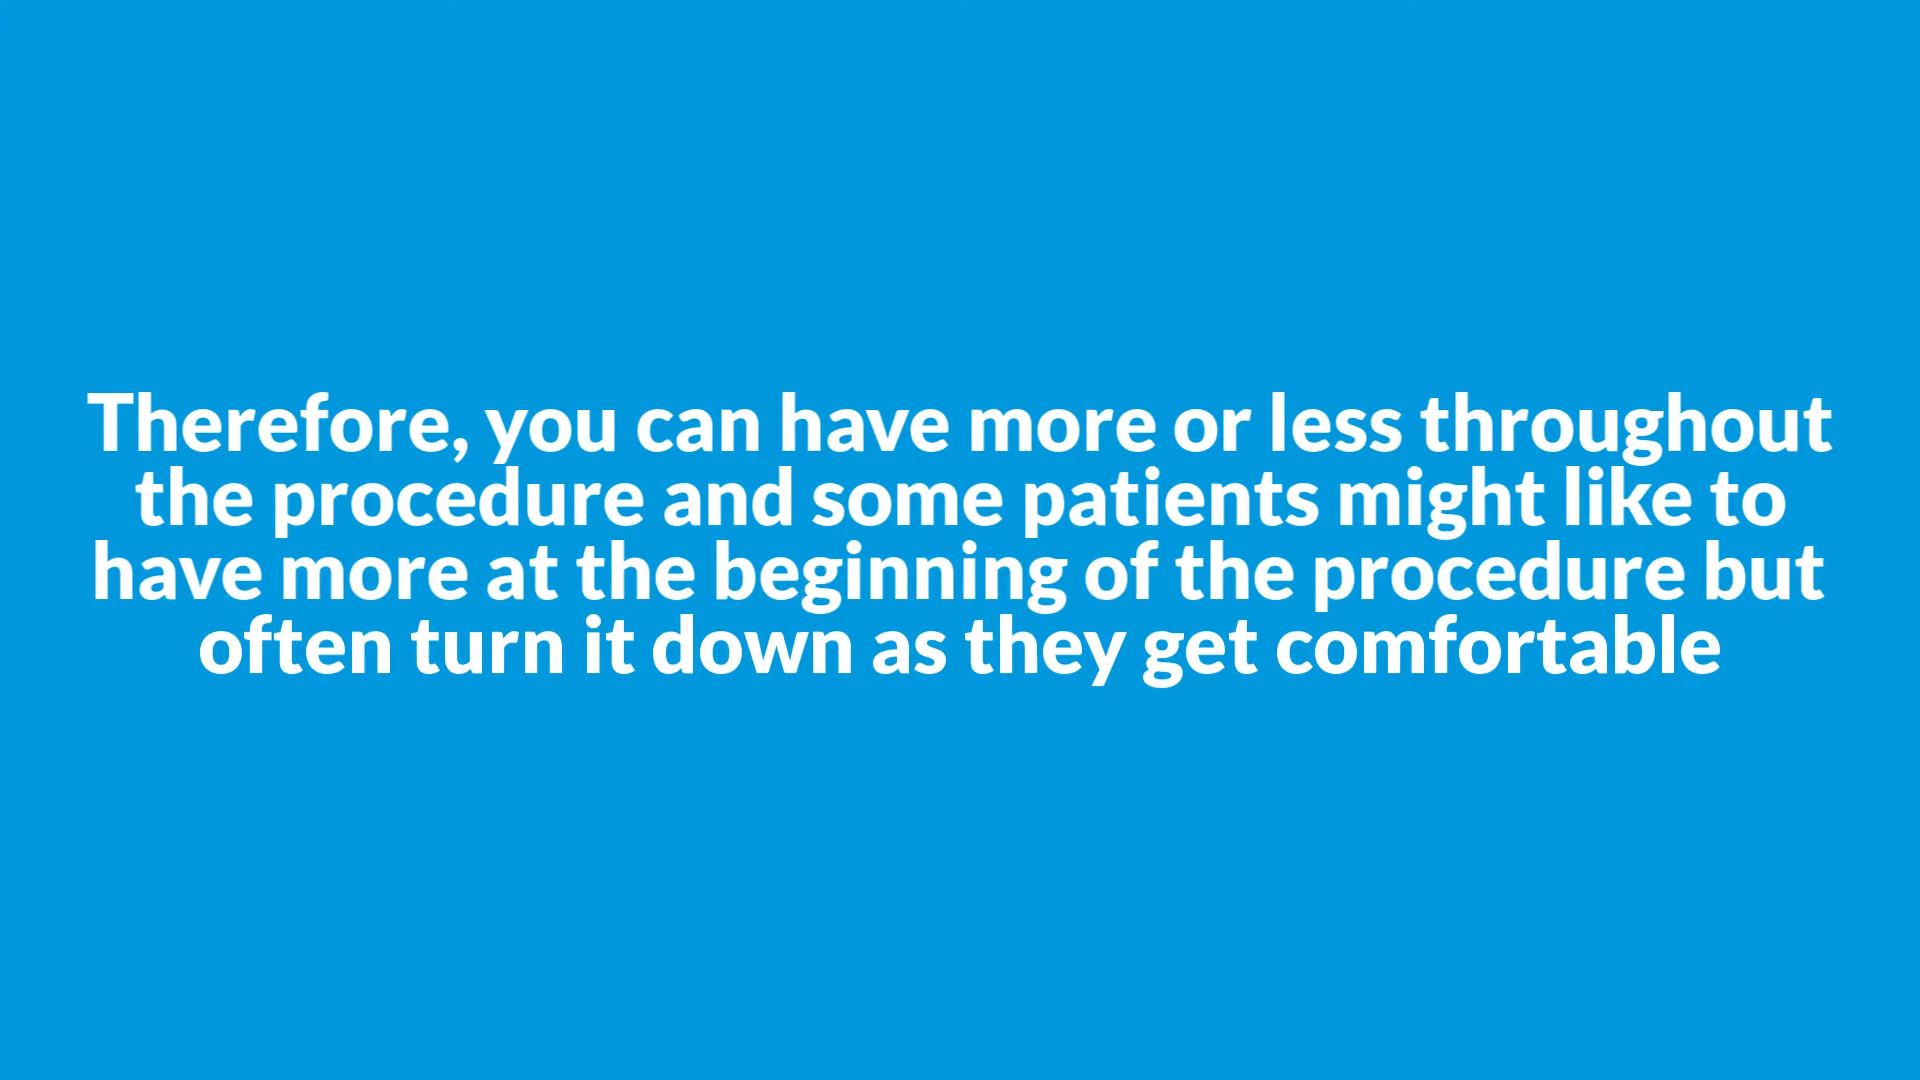 Therefore, you can have more or less throughout
the procedure and some patients might like to
have more at the beginning of the procedure but
often turn it down as they get comfortable